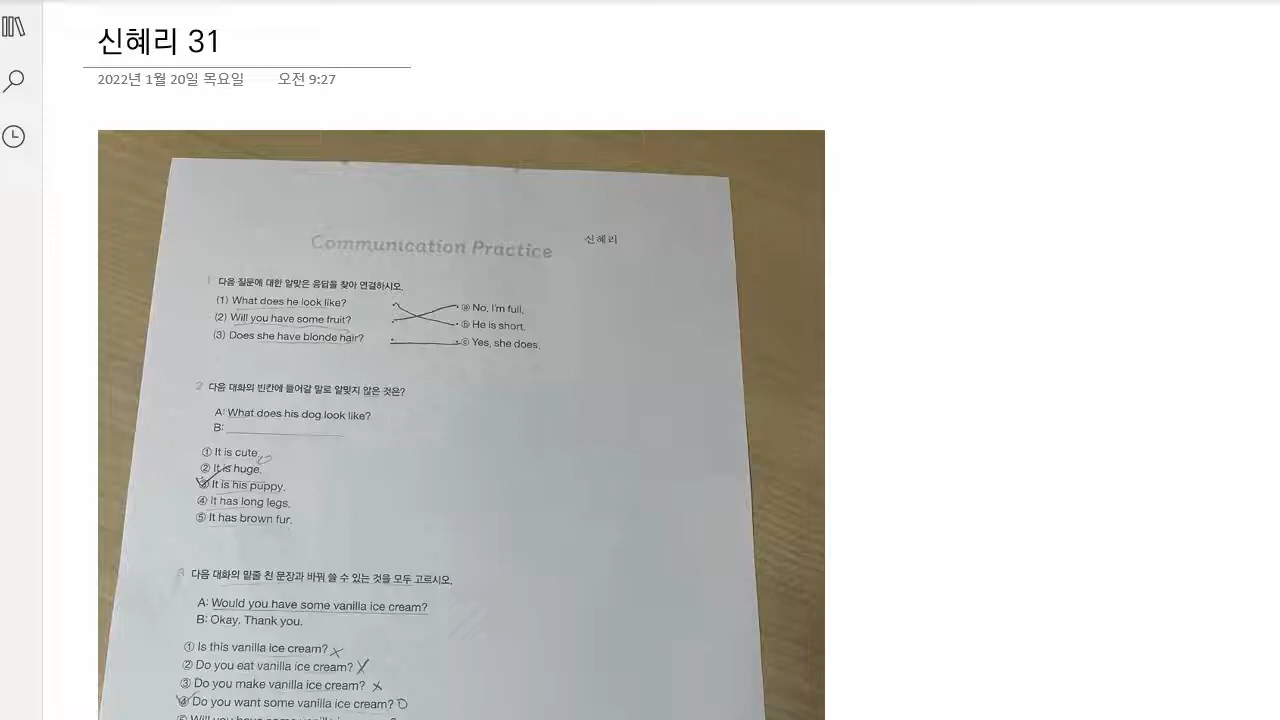 신혜리 31
2022년 1월 20일 목요일 오전 9:27
Communication Practice
신혜리
1 다음 질문에 대한 알맞은 응답을 찾아 연결하시오.
(1) What does he look like?
ⓐ No, I'm full.
(2) Will you have some fruit?
ⓑ He is short.
(3) Does she have blonde hair?
ⓒ Yes, she does.
2 다음 대화의 빈칸에 들어갈 말로 알맞지 않은 것은?
A: What does his dog look like?
B:
① It is cute.
② It is huge.
③ It is his puppy.
④ It has long legs.
⑤ It has brown fur.
3 다음 대화의 밑줄 친 문장과 바꿔 쓸 수 있는 것을 모두 고르시오.
A: Would you have some vanilla ice cream?
B: Okay. Thank you.
① Is this vanilla ice cream?
② Do you eat vanilla ice cream?
③ Do you make vanilla ice cream?
④ Do you want some vanilla ice cream?